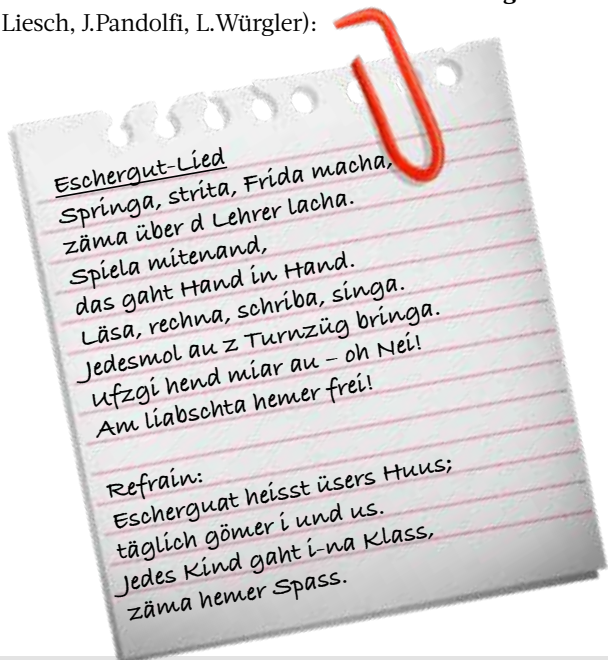 Liesch, J.Pandolfi, L.Würgler):
Eschergut-Lied
Springa, strita, Frida macha,
zäma über d Lehrer lacha.
Spiela mitenand,
das gaht Hand in Hand.
Läsa, rechna, schriba, singa.
Jedesmol au z Turnzüg bringa.
Ufzgi hend miar au – oh Nei!
Am liabschta hemer frei!
Refrain:
Escherguat heisst üsers Huus;
täglich gömer i und us.
Jedes Kind gaht i-na Klass,
zäma hemer Spass.